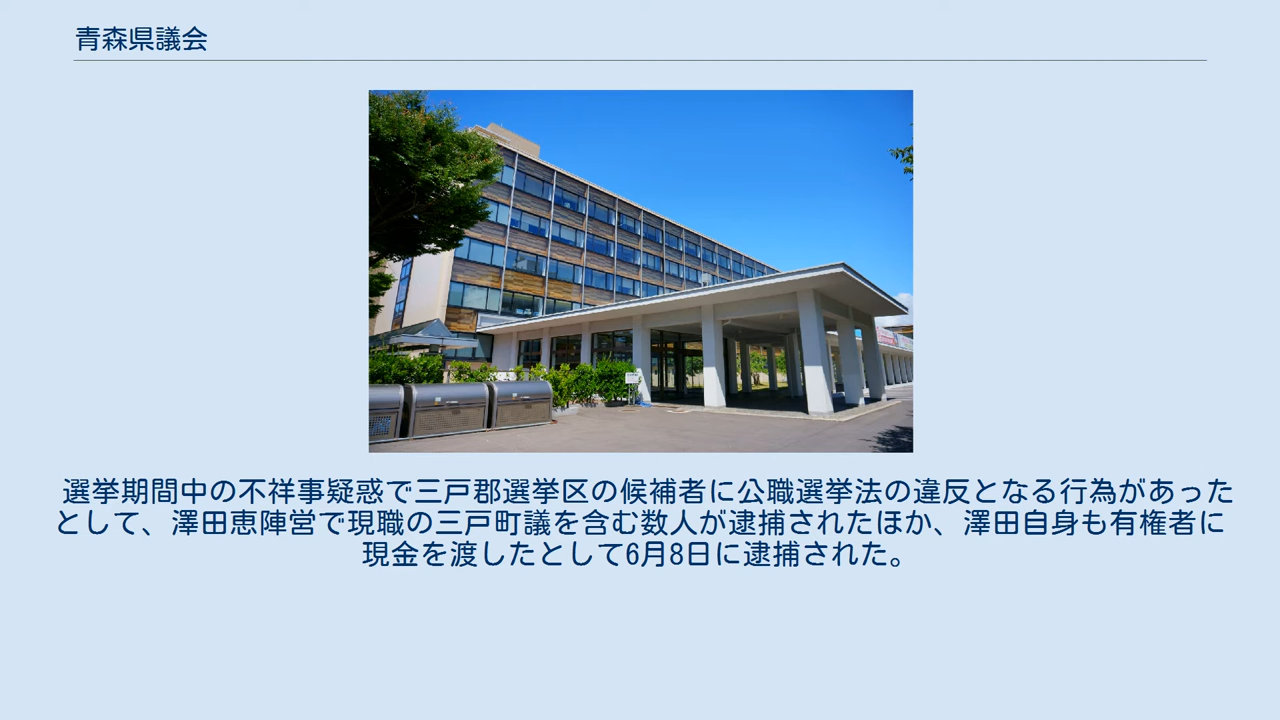 青森県議会
選挙期間中の不祥事疑惑で三戸郡選挙区の候補者に公職選挙法の違反となる行為があった
として、澤田恵陣営で現職の三戸町議を含む数人が逮捕されたほか、澤田自身も有権者に
現金を渡したとして6月8日に逮捕された。